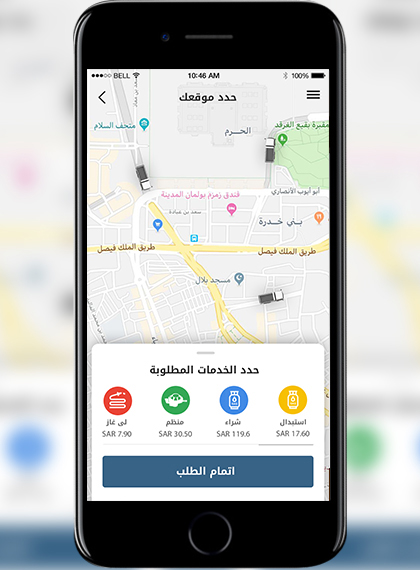 BELL 10:46 AM 100%
حدد موقعك
متحف السلام
الحرم
مقبرة بقيع الغرقد
أبو أيوب الأنصاري
فندق زمزم بولمان المدينة
سعد بن عبادة
بني خدرة
طريق الملك فيصل
طريق الملك فيصل
مسجد بلال
حدد الخدمات المطلوبة
استبدال
SAR 17.60
شراء
SAR 119.6
منظم
SAR 30.50
لى غاز
SAR 7.90
اتمام الطلب